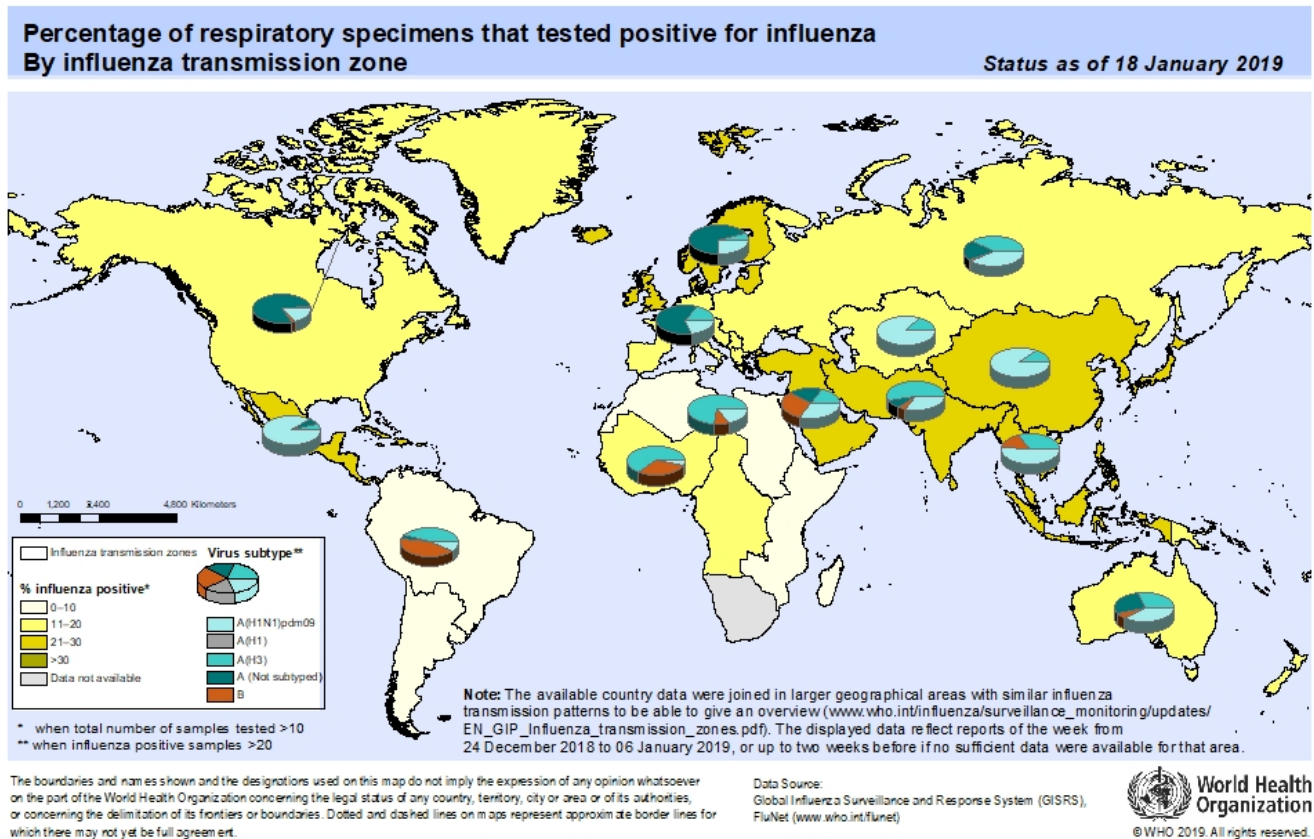 Percentage of respiratory specimens that tested positive for influenza
By influenza transmission zone
Status as of 18 January 2019
0 1,200 2,400 4,800 Kilometers
Influenza transmission zones
% influenza positive*
0–10
11–20
21–30
>30
Data not available
Virus subtype**
A(H1N1)pdm09
A(H1)
A(H3)
A (Not subtyped)
B
* when total number of samples tested >10
** when influenza positive samples >20
Note: The available country data were joined in larger geographical areas with similar influenza
transmission patterns to be able to give an overview (www.who.int/influenza/surveillance_monitoring/updates/
EN_GIP_Influenza_transmission_zones.pdf). The displayed data reflect reports of the week from
24 December 2018 to 06 January 2019, or up to two weeks before if no sufficient data were available for that area.
The boundaries and names shown and the designations used on this map do not imply the expression of any opinion whatsoever
on the part of the World Health Organization concerning the legal status of any country, territory, city or area or of its authorities,
or concerning the delimitation of its frontiers or boundaries. Dotted and dashed lines on maps represent approximate border lines for
which there may not yet be full agreement.
Data Source:
Global Influenza Surveillance and Response System (GISRS),
FluNet (www.who.int/flunet)
World Health
Organization
© WHO 2019. All rights reserved.